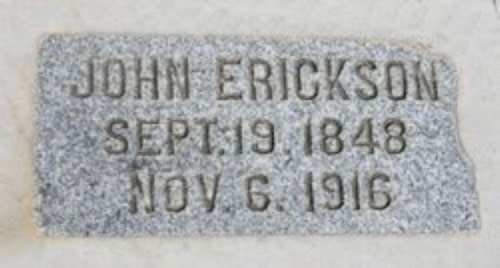 JOHN ERICKSON
SEPT. 19, 1848
NOV. 6. 1916